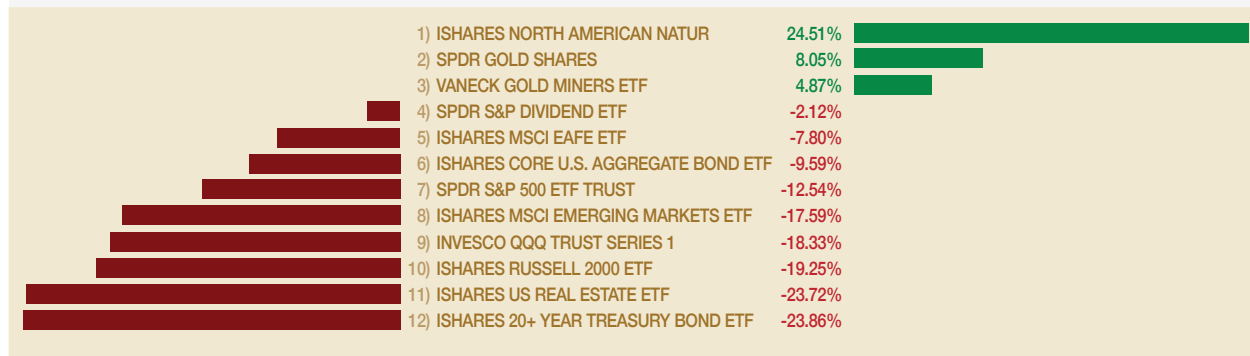 1) ISHARES NORTH AMERICAN NATUR 24.51%
2) SPDR GOLD SHARES 8.05%
3) VANECK GOLD MINERS ETF 4.87%
4) SPDR S&P DIVIDEND ETF -2.12%
5) ISHARES MSCI EAFE ETF -7.80%
6) ISHARES CORE U.S. AGGREGATE BOND ETF -9.59%
7) SPDR S&P 500 ETF TRUST -12.54%
8) ISHARES MSCI EMERGING MARKETS ETF -17.59%
9) INVESCO QQQ TRUST SERIES 1 -18.33%
10) ISHARES RUSSELL 2000 ETF -19.25%
11) ISHARES US REAL ESTATE ETF -23.72%
12) ISHARES 20+ YEAR TREASURY BOND ETF -23.86%